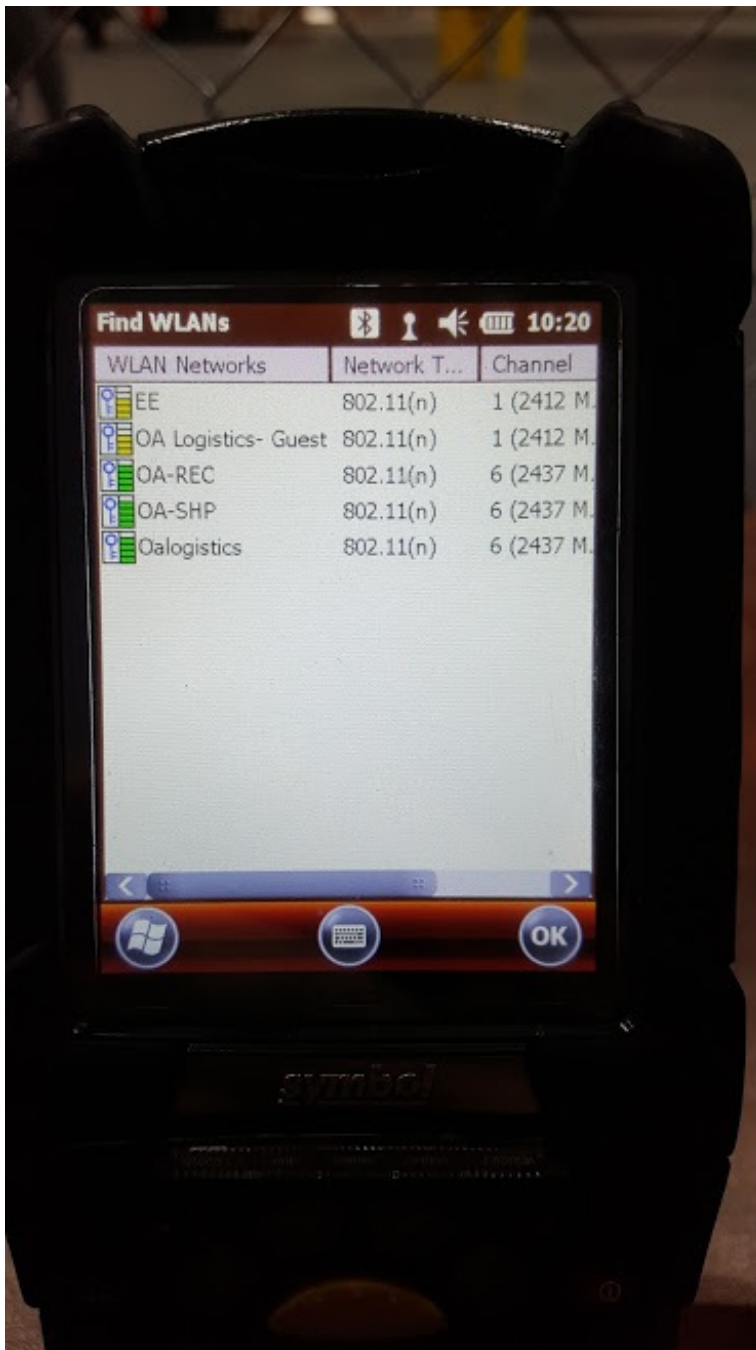 Find WLANs 10:20
WLAN Networks Network T... Channel
EE 802.11(n) 1 (2412 M.
OA Logistics- Guest 802.11(n) 1 (2412 M.
OA-REC 802.11(n) 6 (2437 M.
OA-SHP 802.11(n) 6 (2437 M.
Oalogistics 802.11(n) 6 (2437 M.
OK
symbol